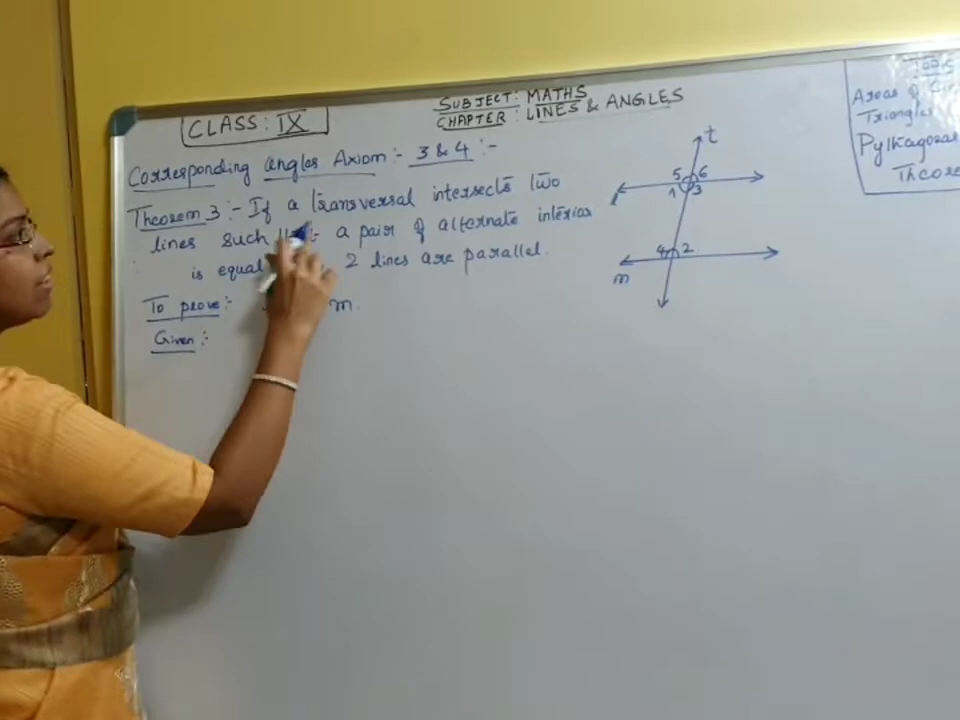 CLASS: IX
SUBJECT: MATHS
CHAPTER: LINES & ANGLES
Corresponding angles Axiom:- 3 & 4 :-
Theorem 3:- If a transversal intersects two
lines such a pair of alternate interior
is equal 2 lines are parallel.
To prove: m.
Given:
t
5 6
1 3
l
4 2
m
Areas of
Triangles
Pythagoras
Theore